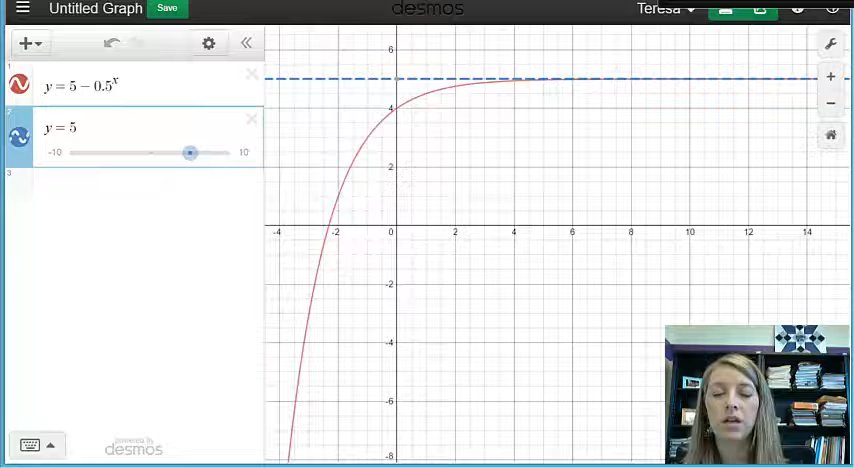 Untitled Graph Save desmos Teresa
1
y = 5 − 0.5^x
2
y = 5
-10 10
3
powered by
desmos
6
4
2
-4 -2 0 2 4 6 8 10 12 14
-2
-4
-6
-8